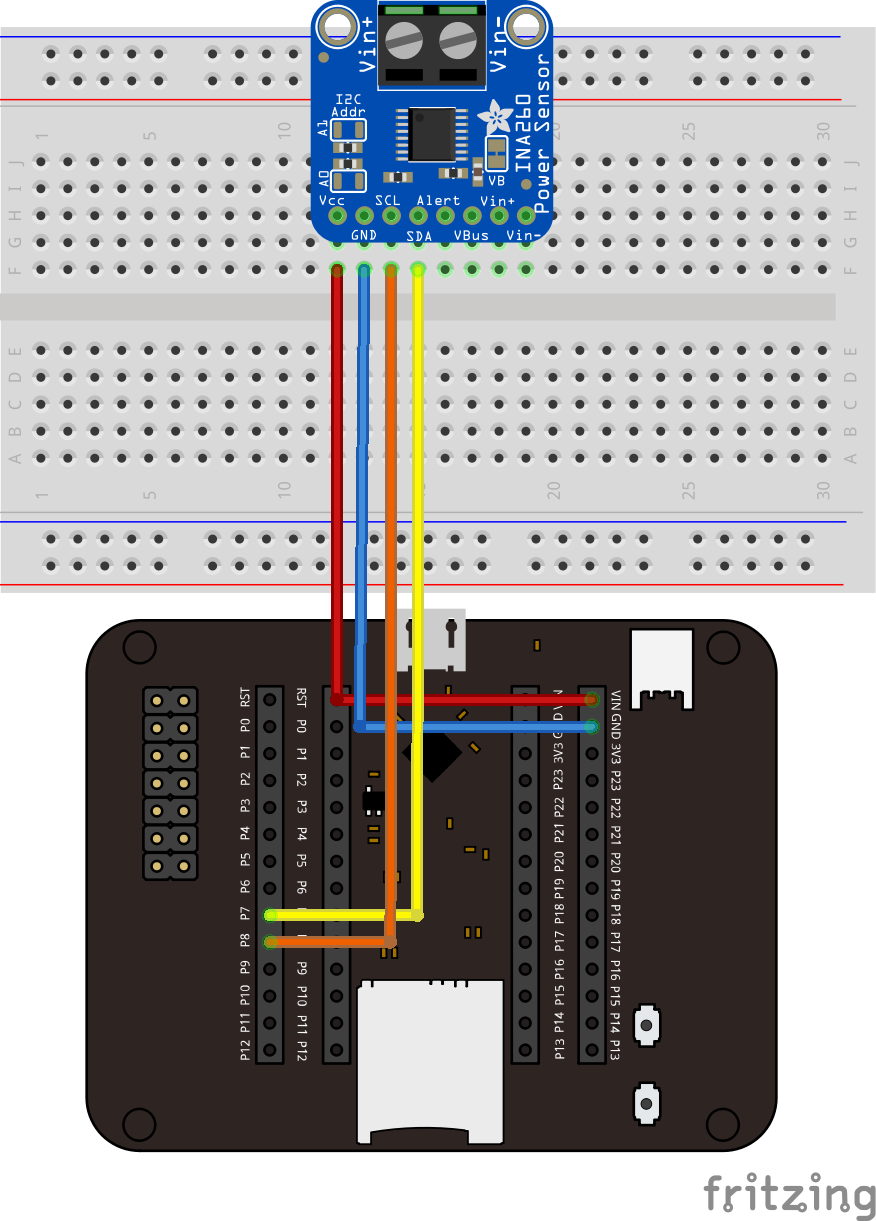 Vin+ Vin-
I2C
Addr
A1
A0
INA260
Power Sensor
VB
Vcc SCL Alert Vin+
GND SDA VBus Vin-
1 5 10 20 25 30
J J
I I
H H
G G
F F
E E
D D
C C
B B
A A
1 5 10 20 25 30
RST RST VIN
P0 P0 GND
P1 P1 3V3 3V3
P2 P2 P23 P23
P3 P3 P22 P22
P4 P4 P21 P21
P5 P5 P20 P20
P6 P6 P19 P19
P7 P18 P18
P8 P17 P17
P9 P9 P16 P16
P10 P10 P15 P15
P11 P11 P14 P14
P12 P12 P13 P13
fritzing